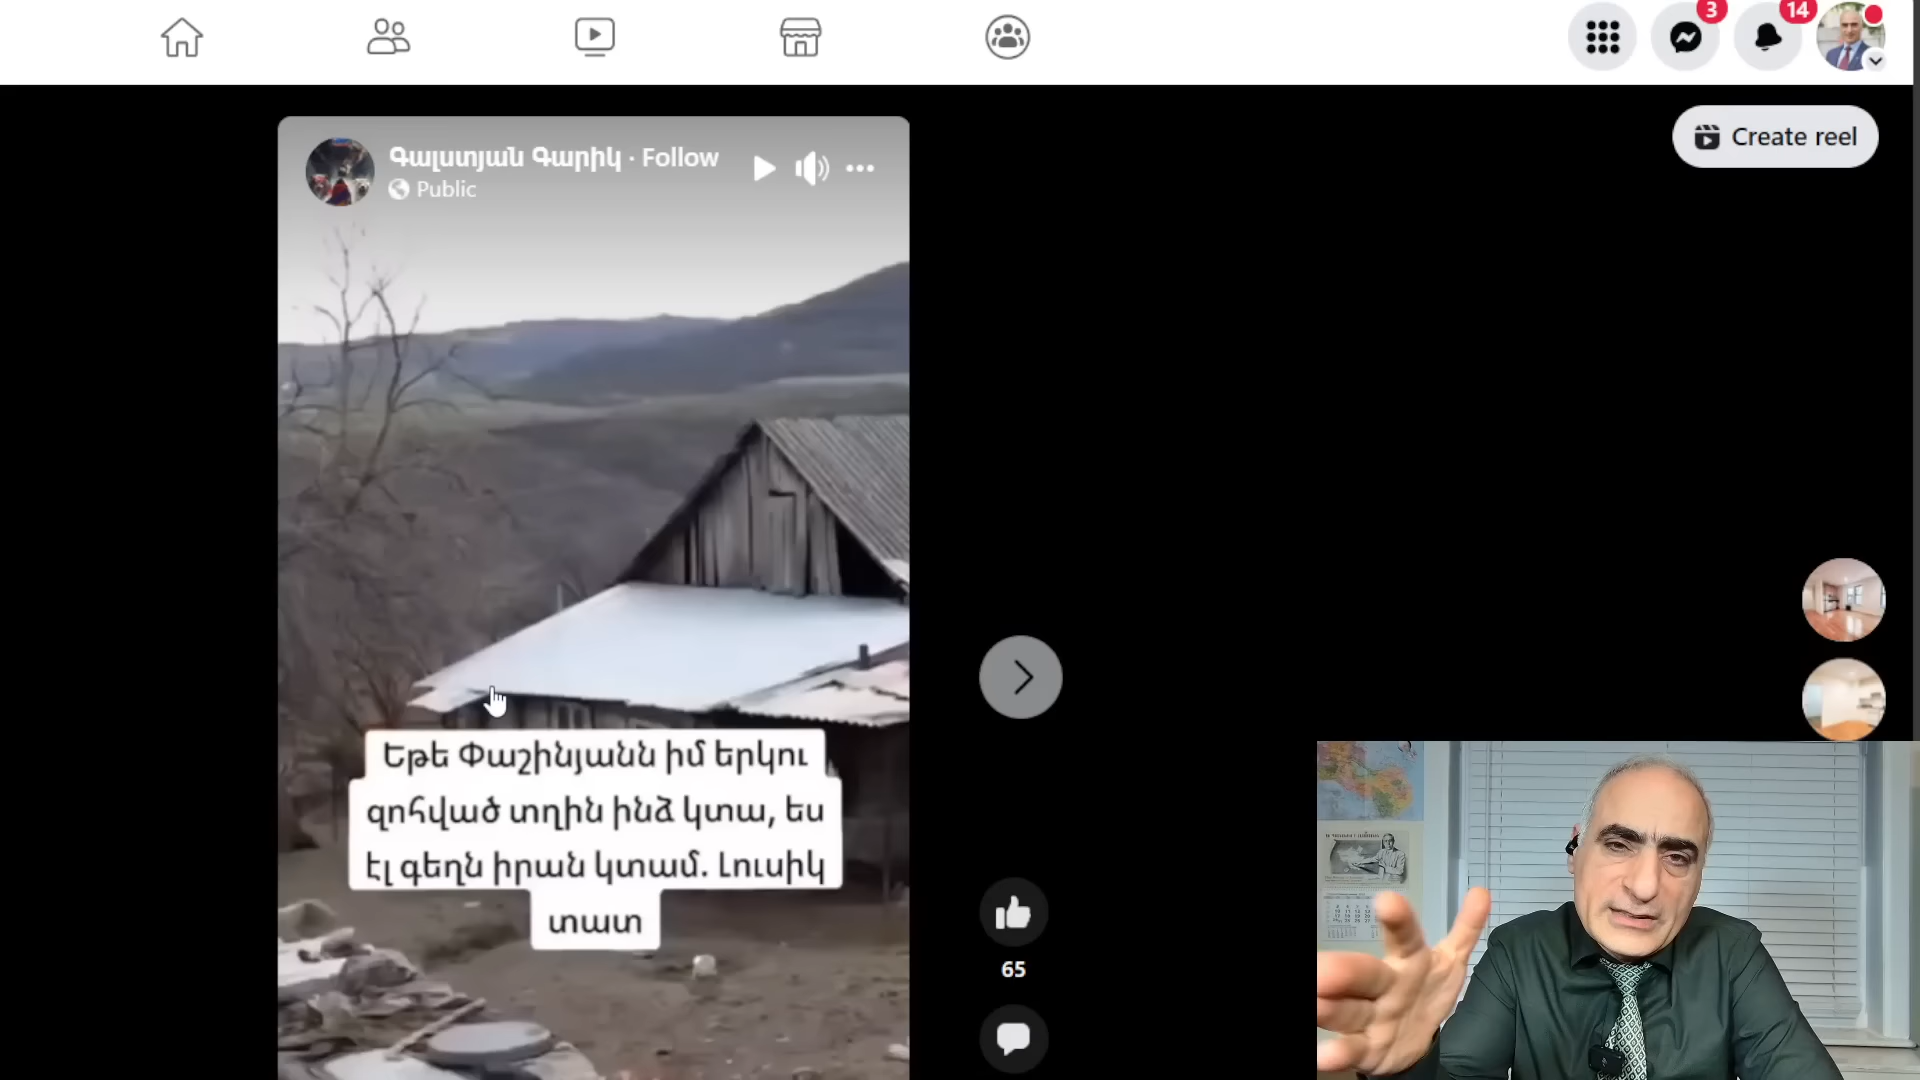 3
14
Գալստյան Գարիկ · Follow
Public
Create reel
Եթե Փաշինյանն իմ երկու
զոհված տղին ինձ կտա, ես
էլ գեղն իրան կտամ. Լուսիկ
տատ
65